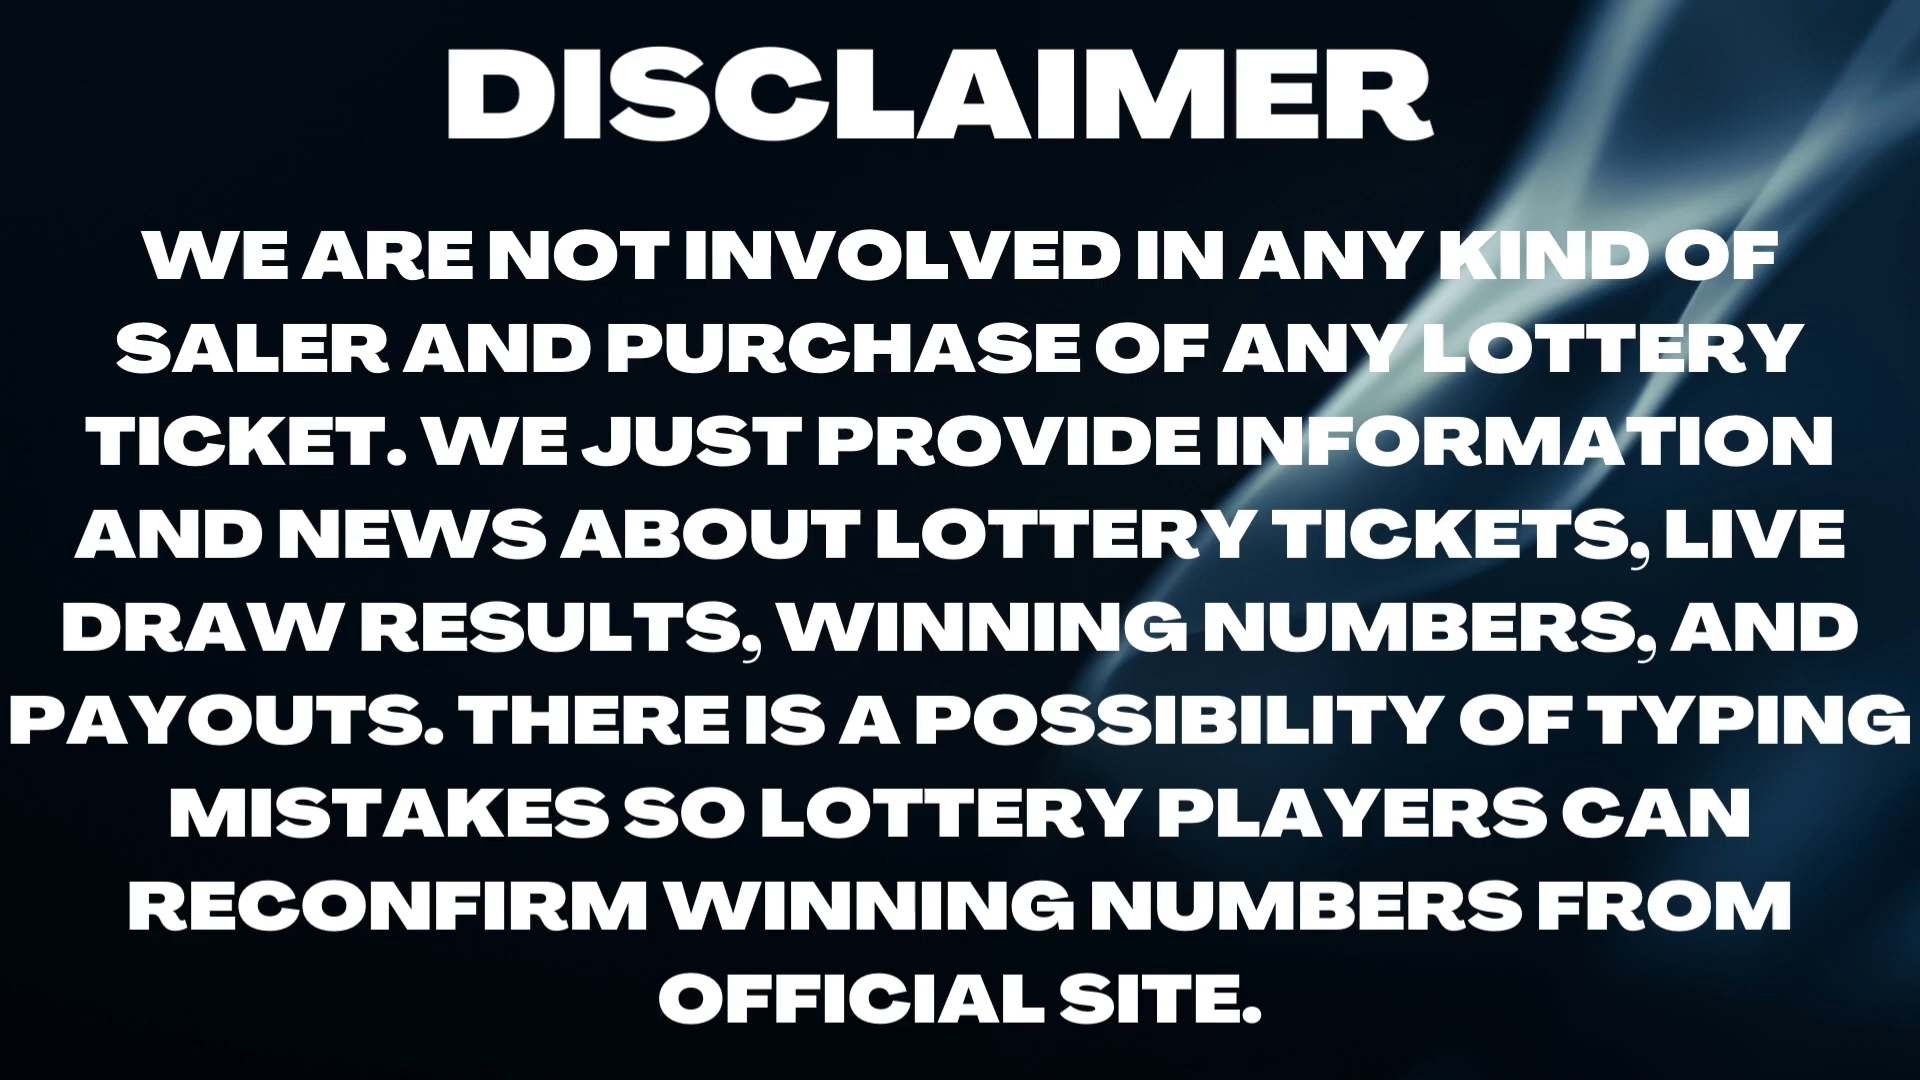 DISCLAIMER
WE ARE NOT INVOLVED IN ANY KIND OF
SALER AND PURCHASE OF ANY LOTTERY
TICKET. WE JUST PROVIDE INFORMATION
AND NEWS ABOUT LOTTERY TICKETS, LIVE
DRAW RESULTS, WINNING NUMBERS, AND
PAYOUTS. THERE IS A POSSIBILITY OF TYPING
MISTAKES SO LOTTERY PLAYERS CAN
RECONFIRM WINNING NUMBERS FROM
OFFICIAL SITE.